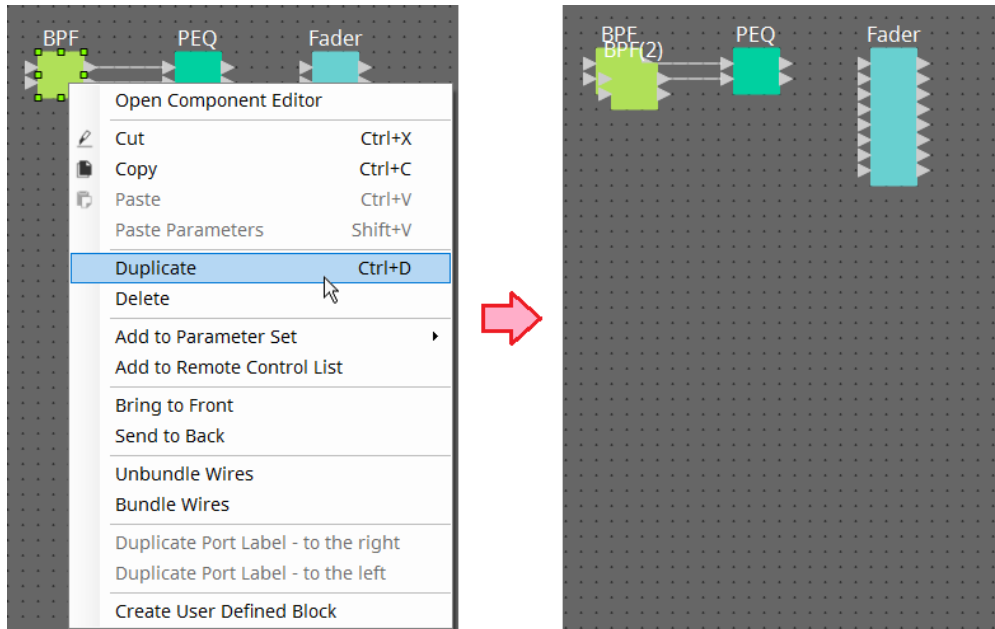 BPF PEQ Fader
Open Component Editor
Cut Ctrl+X
Copy Ctrl+C
Paste Ctrl+V
Paste Parameters Shift+V
Duplicate Ctrl+D
Delete
Add to Parameter Set
Add to Remote Control List
Bring to Front
Send to Back
Unbundle Wires
Bundle Wires
Duplicate Port Label - to the right
Duplicate Port Label - to the left
Create User Defined Block
BPF PEQ Fader
BPF(2)